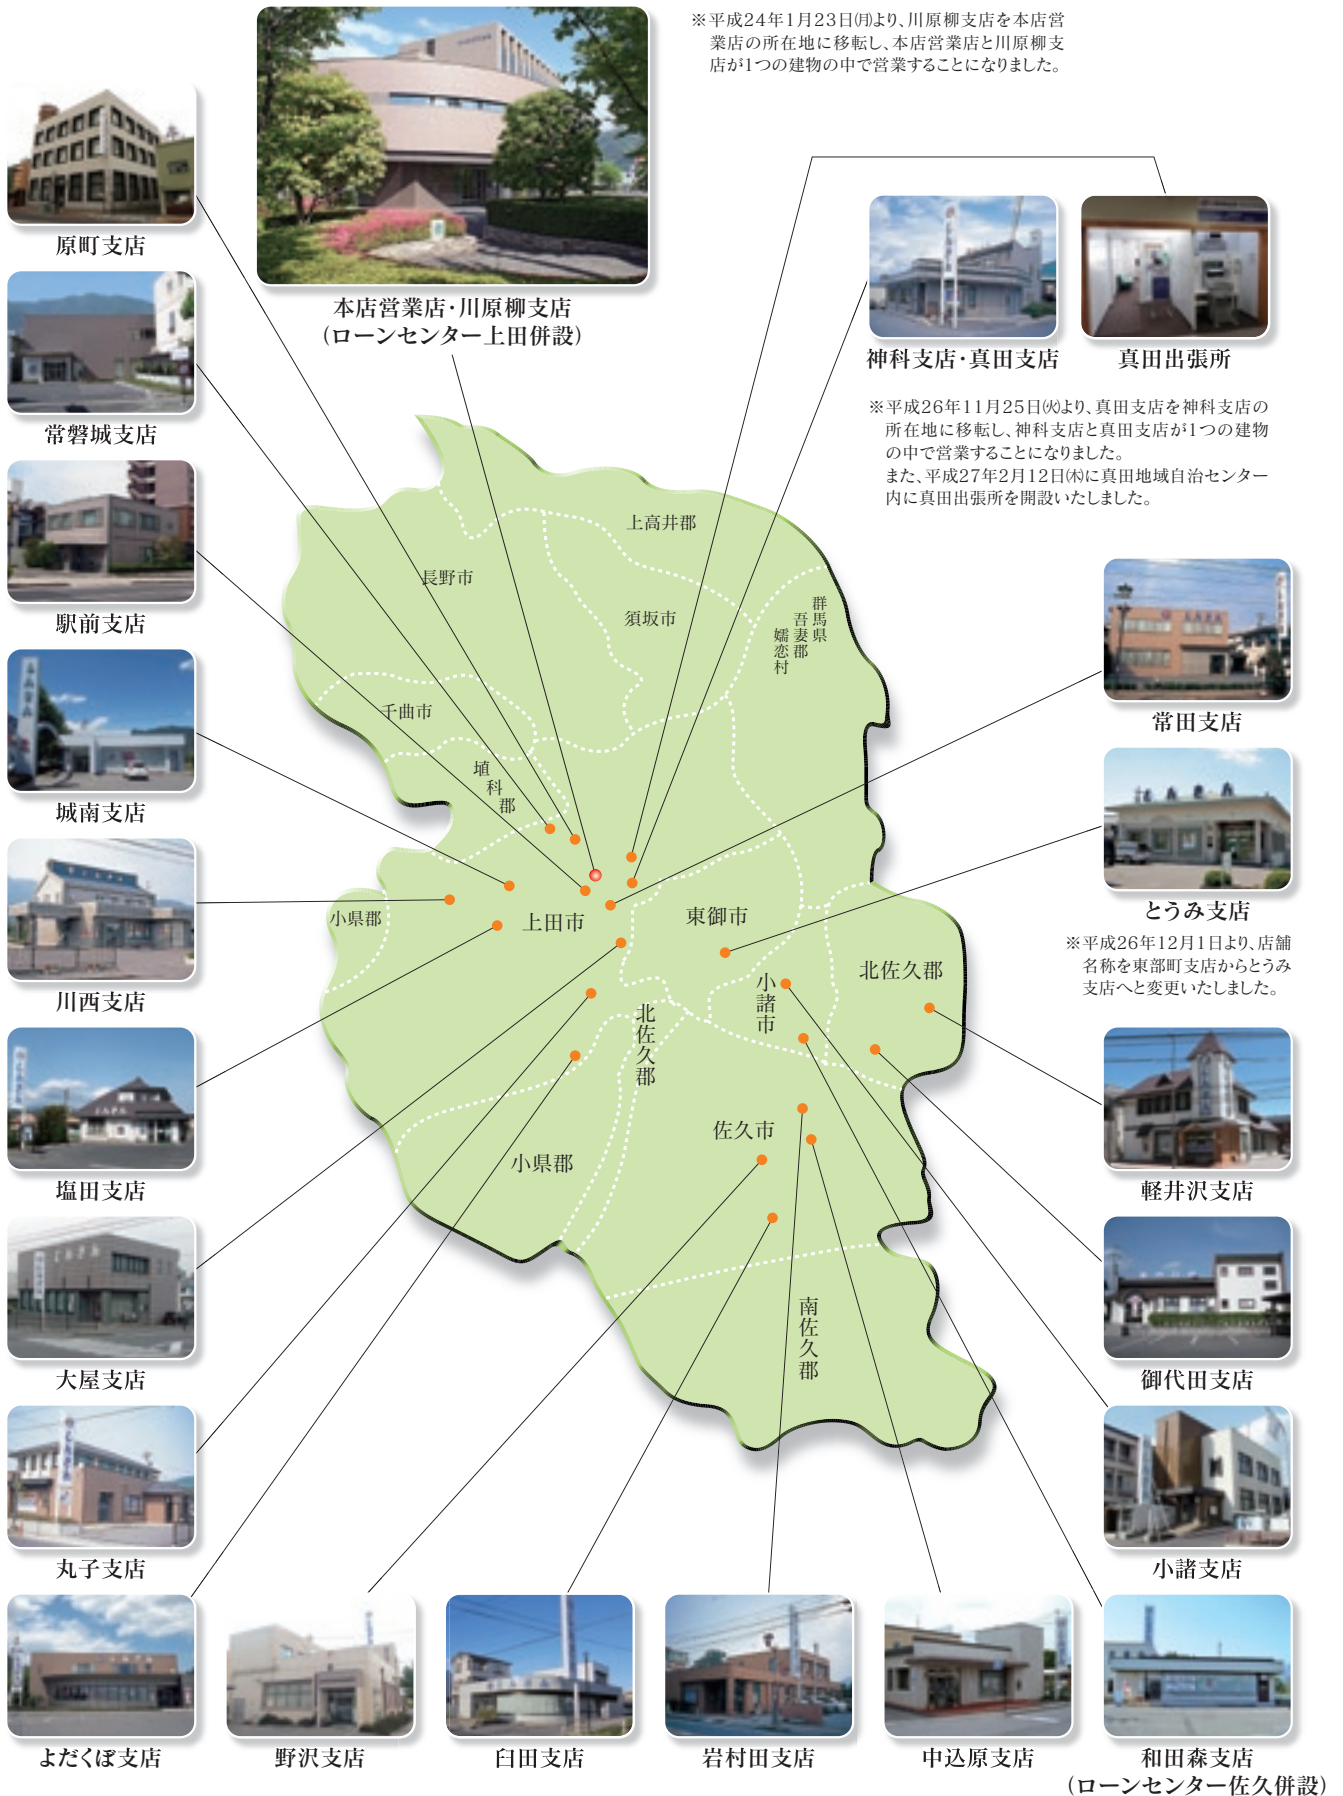 ※平成24年1月23日㈪より、川原柳支店を本店営
業店の所在地に移転し、本店営業店と川原柳支
店が1つの建物の中で営業することになりました。
原町支店
本店営業店・川原柳支店
(ローンセンター上田併設)
神科支店・真田支店
真田出張所
※平成26年11月25日㈫より、真田支店を神科支店の
所在地に移転し、神科支店と真田支店が1つの建物
の中で営業することになりました。
また、平成27年2月12日㈭に真田地域自治センター
内に真田出張所を開設いたしました。
常磐城支店
駅前支店
城南支店
川西支店
塩田支店
大屋支店
丸子支店
よだくぼ支店
上高井郡
長野市
須坂市
群馬県
吾妻郡
嬬恋村
千曲市
埴科郡
小県郡
上田市
東御市
北佐久郡
小諸市
北佐久郡
佐久市
小県郡
南佐久郡
常田支店
とうみ支店
※平成26年12月1日より、店舗
名称を東部町支店からとうみ
支店へと変更いたしました。
軽井沢支店
御代田支店
小諸支店
野沢支店
臼田支店
岩村田支店
中込原支店
和田森支店
(ローンセンター佐久併設)